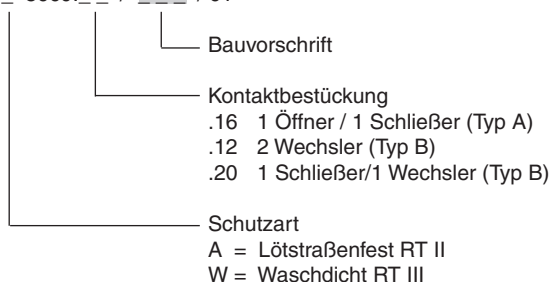 Bauvorschrift
Kontaktbestückung
.16 1 Öffner / 1 Schließer (Typ A)
.12 2 Wechsler (Typ B)
.20 1 Schließer/1 Wechsler (Typ B)
Schutzart
A = Lötstraßenfest RT II
W = Waschdicht RT III